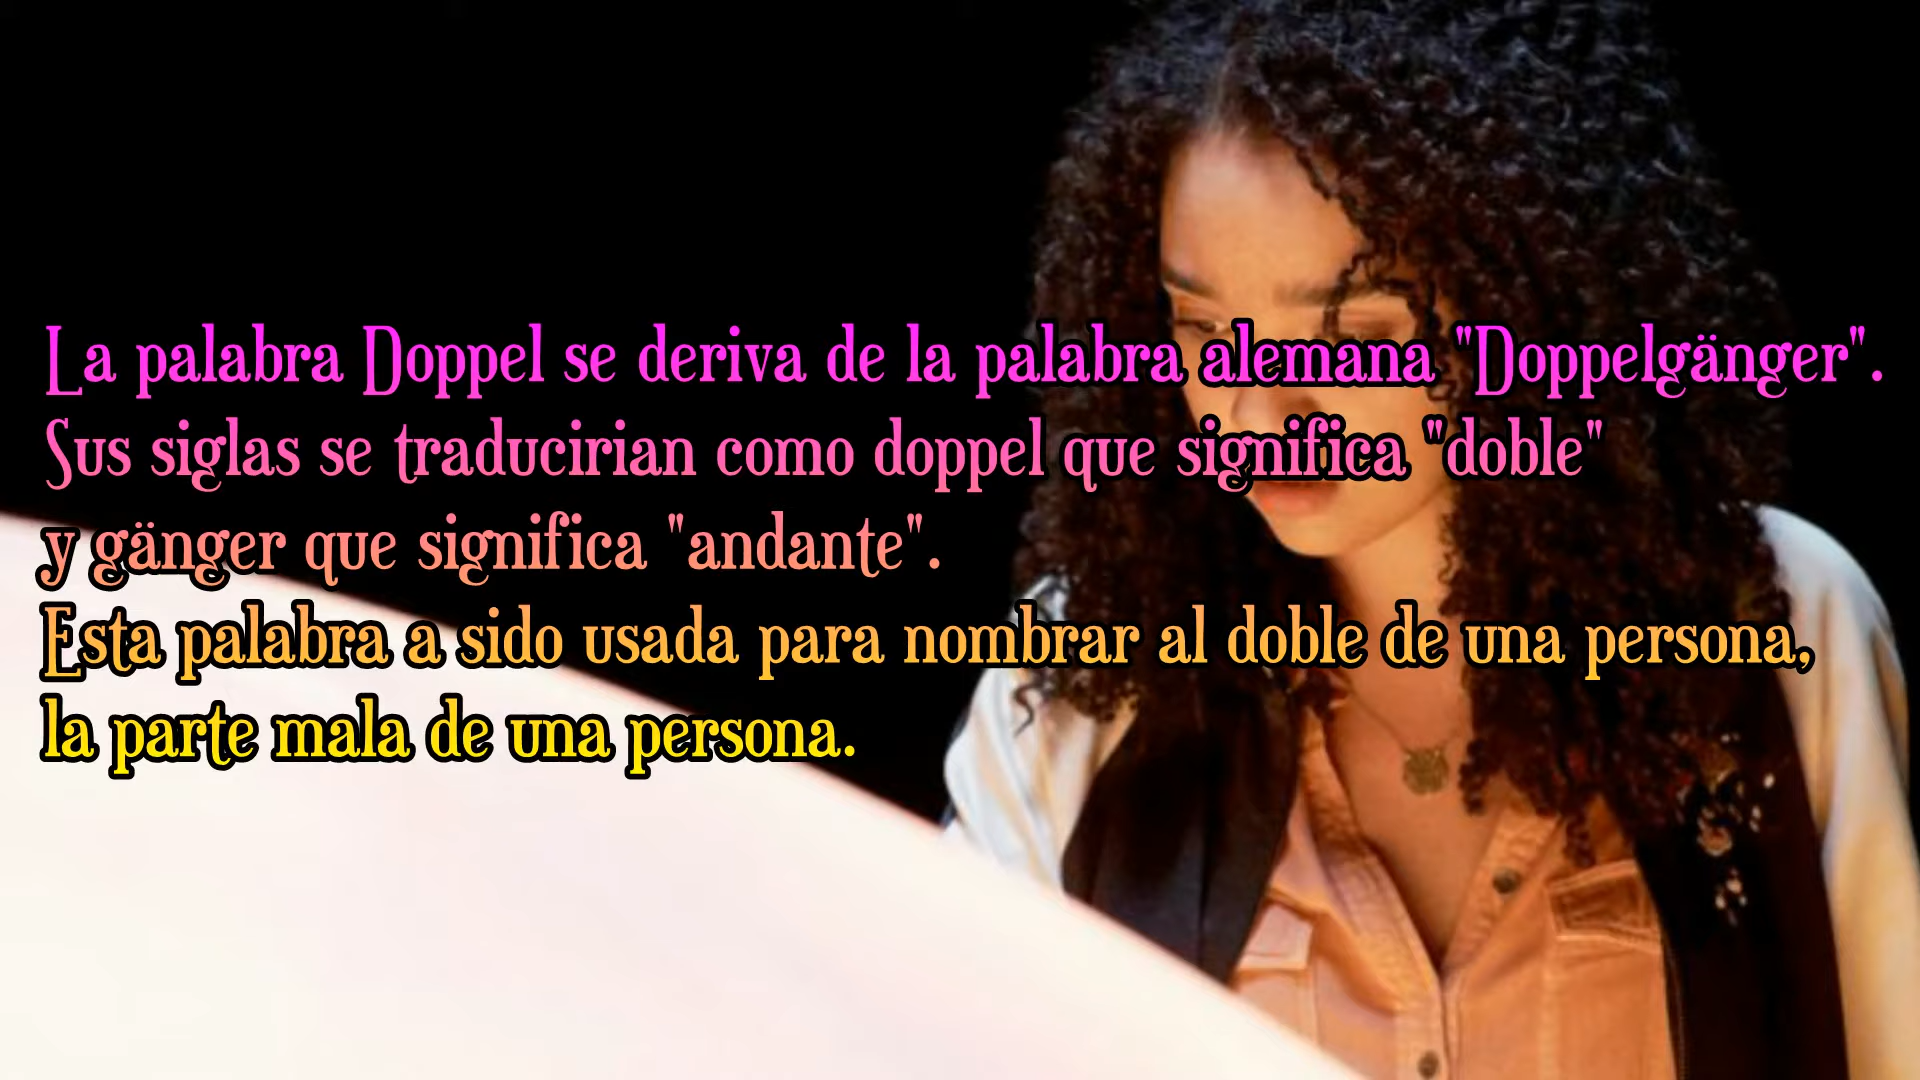 La palabra Doppel se deriva de la palabra alemana "Doppelgänger".
Sus siglas se traducirian como doppel que significa "doble"
y gänger que significa "andante".
Esta palabra a sido usada para nombrar al doble de una persona,
la parte mala de una persona.